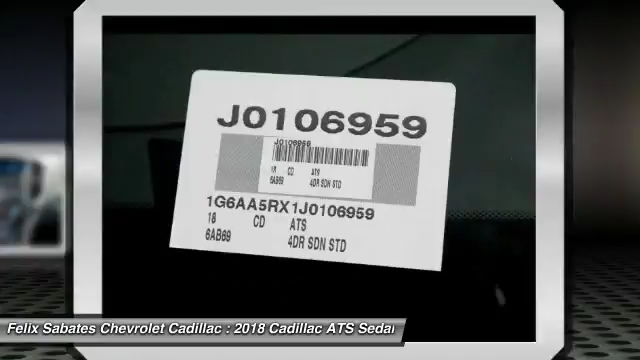 J0106959
J0106959
18 CD ATS
6AB69 4DR SDN STD
1G6AA5RX1J0106959
18 CD ATS
6AB69 4DR SDN STD
Felix Sabates Chevrolet Cadillac : 2018 Cadillac ATS Sedan